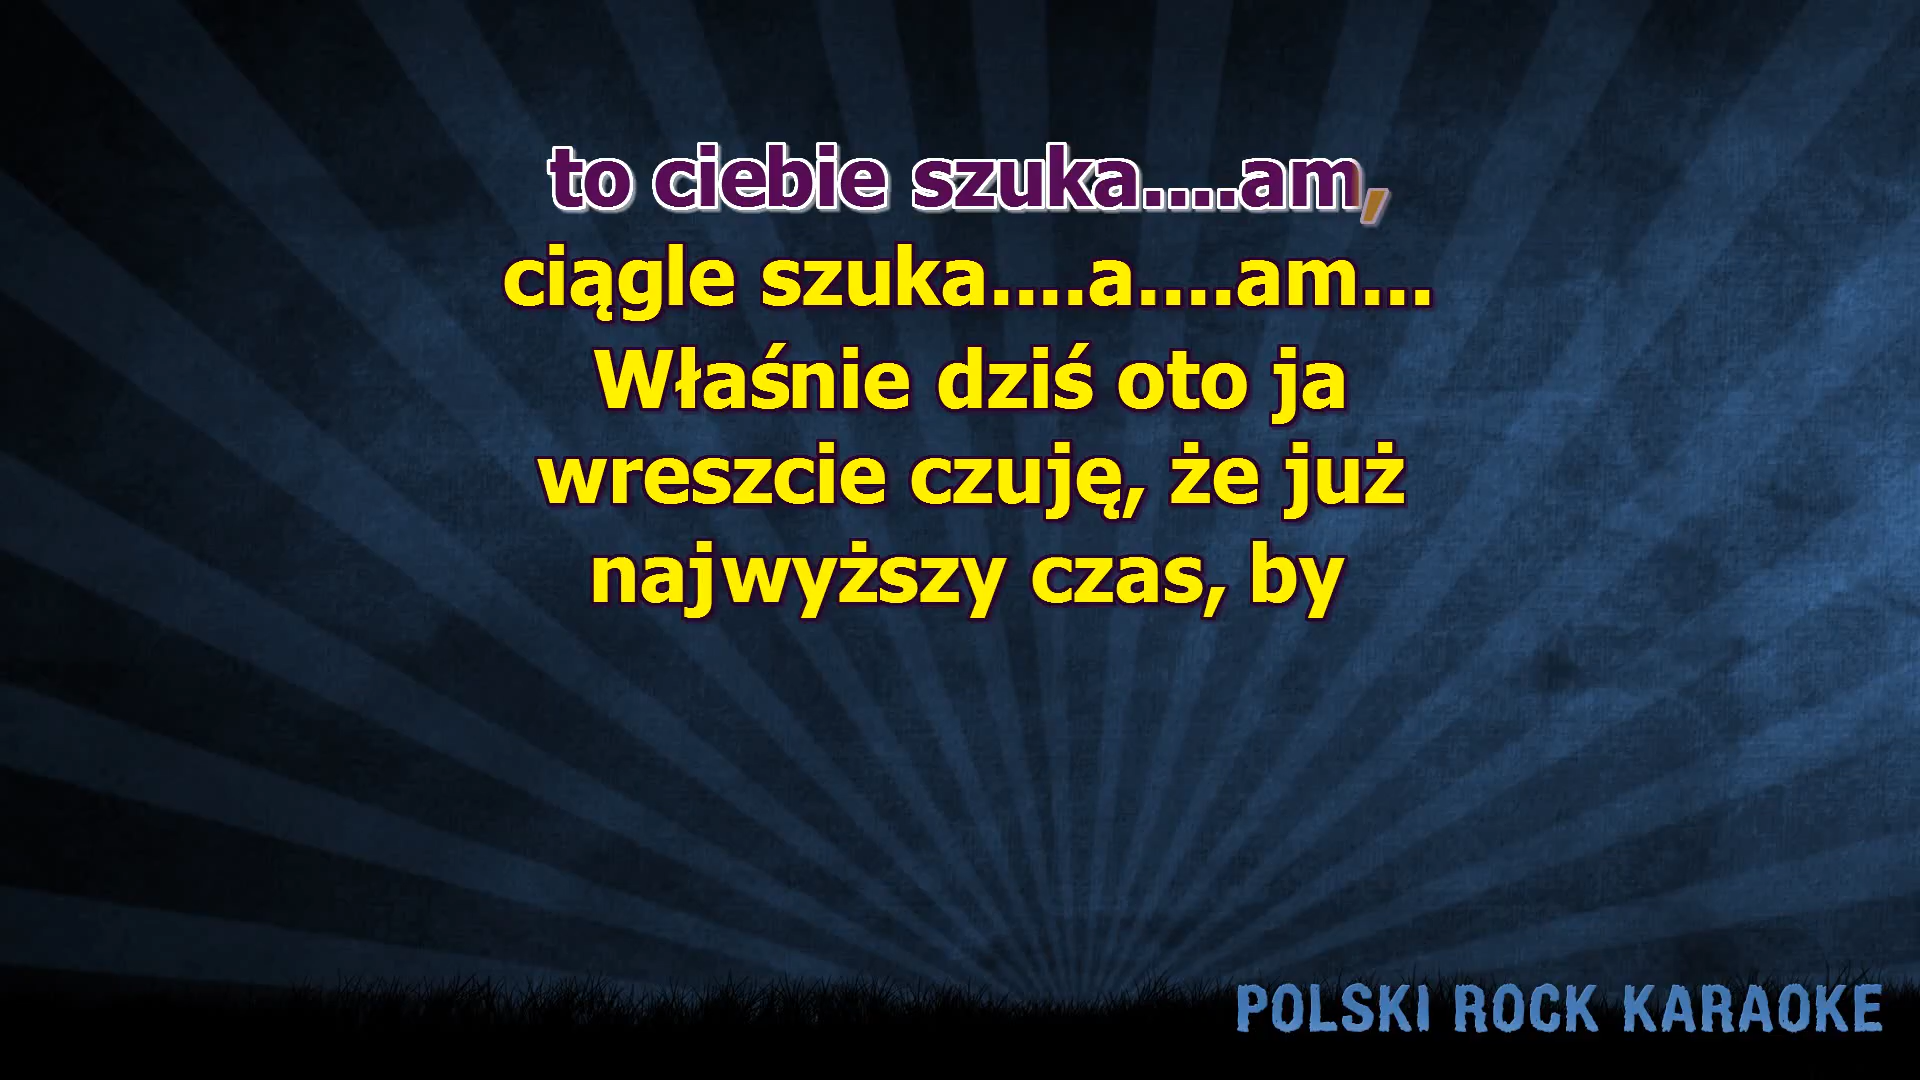 to ciebie szuka....am,
ciągle szuka....a....am...
Właśnie dziś oto ja
wreszcie czuję, że już
najwyższy czas, by
POLSKI ROCK KARAOKE